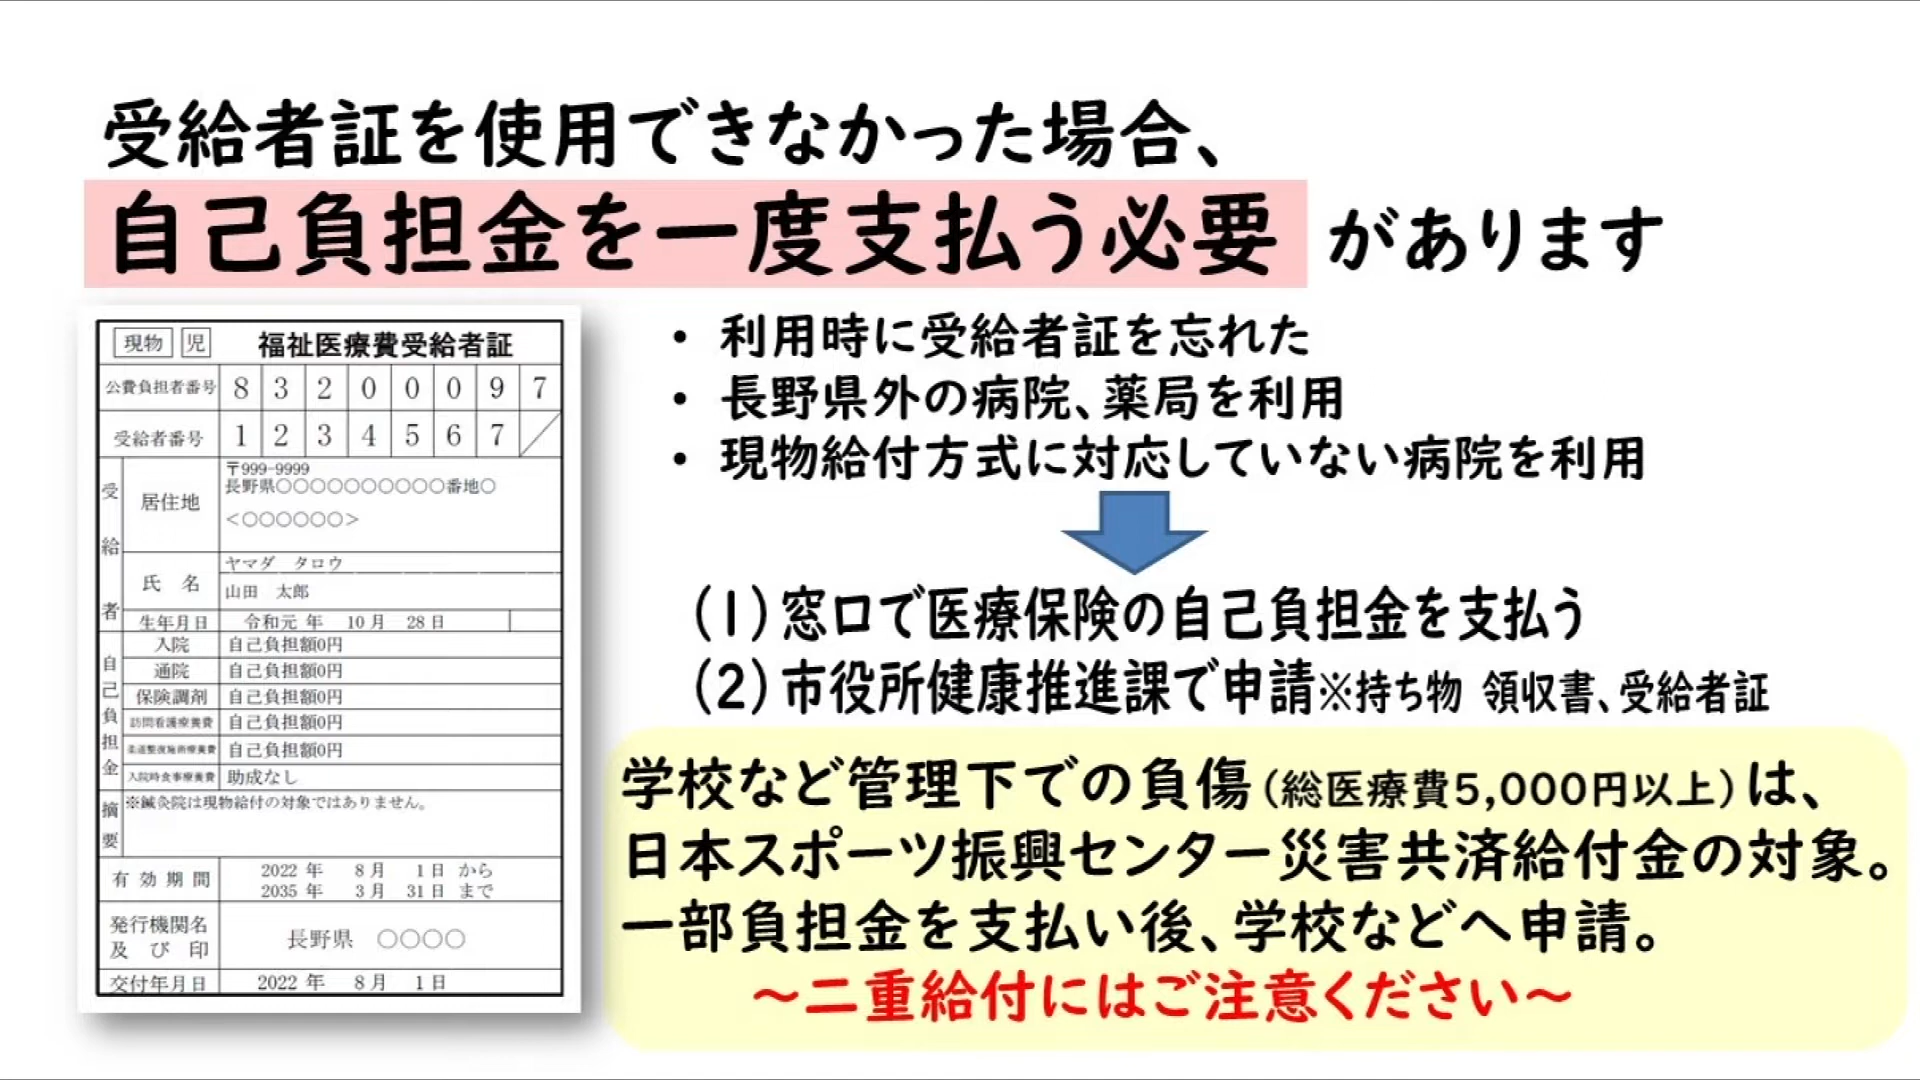 受給者証を使用できなかった場合、
自己負担金を一度支払う必要 があります
現物 児 福祉医療費受給者証
公費負担者番号 8 3 2 0 0 0 9 7
受給者番号 1 2 3 4 5 6 7
受給者
居住地
〒999-9999
長野県○○○○○○○○○○番地○
<○○○○○○>
氏 名
ヤマダ タロウ
山田 太郎
生年月日 令和元 年 10 月 28 日
自己負担金
入院 自己負担額0円
通院 自己負担額0円
保険調剤 自己負担額0円
訪問看護療養費 自己負担額0円
柔道整復施術療養費 自己負担額0円
入院時食事療養費 助成なし
摘要 ※鍼灸院は現物給付の対象ではありません。
有 効 期 間
2022 年 8 月 1 日 から
2035 年 3 月 31 日 まで
発行機関名
及 び 印
長野県 ○○○○
交付年月日 2022 年 8 月 1 日
・ 利用時に受給者証を忘れた
・ 長野県外の病院、薬局を利用
・ 現物給付方式に対応していない病院を利用
(1)窓口で医療保険の自己負担金を支払う
(2)市役所健康推進課で申請※持ち物 領収書、受給者証
学校など管理下での負傷(総医療費5,000円以上)は、
日本スポーツ振興センター災害共済給付金の対象。
一部負担金を支払い後、学校などへ申請。
～二重給付にはご注意ください～